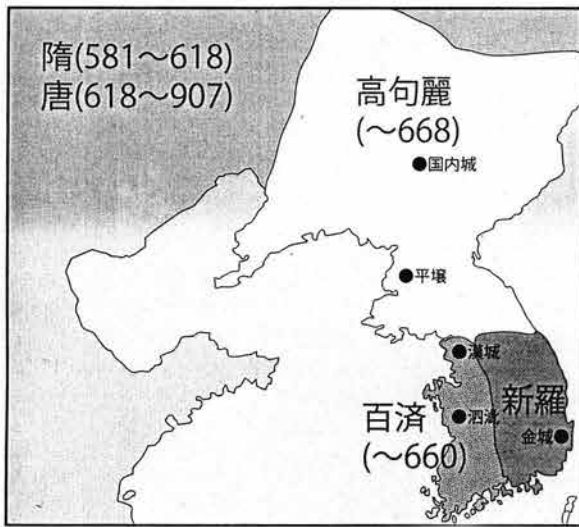 隋(581～618)
唐(618～907)
高句麗
(～668)
国内城
平壌
漢城
新羅
百済
(～660)
泗沘
金城